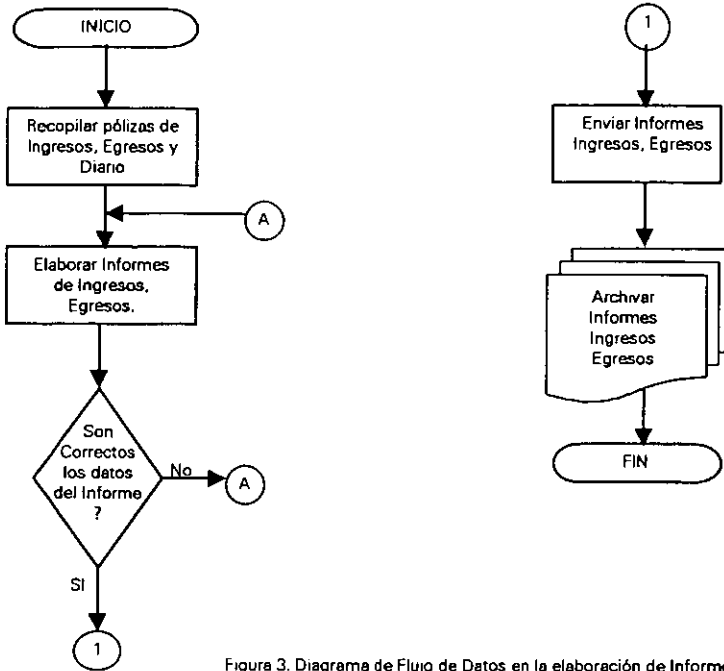 INICIO
Recopilar pólizas de
Ingresos, Egresos y
Diario
A
Elaborar Informes
de Ingresos,
Egresos.
Son
Correctos
los datos
del Informe
?
No
A
SI
1
1
Enviar Informes
Ingresos, Egresos
Archivar
Informes
Ingresos
Egresos
FIN
Figura 3. Diagrama de Flujo de Datos en la elaboración de Inform